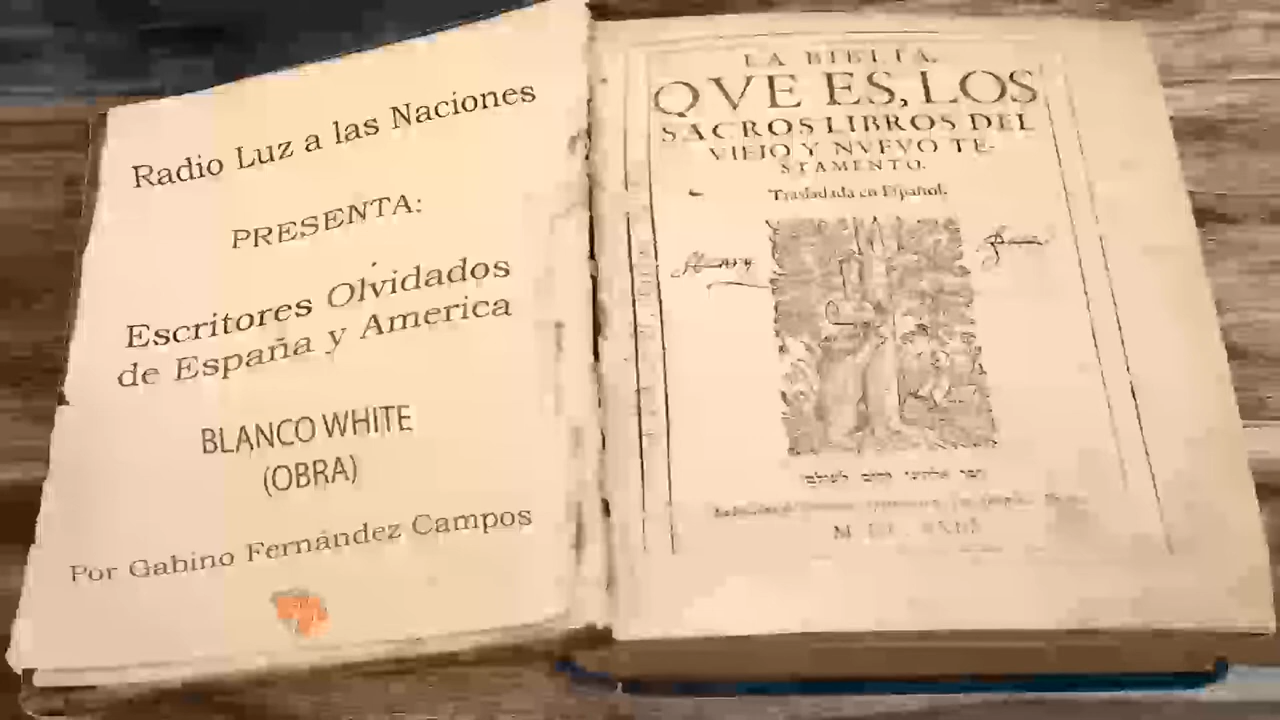 Radio Luz a las Naciones
PRESENTA:
Escritores Olvidados
de España y America
BLANCO WHITE
(OBRA)
Por Gabino Fernández Campos
LA BIBLIA,
QVE ES, LOS
SACROS LIBROS DEL
VIEIO Y NVEVO TE-
STAMENTO.
Trasladada en Español.